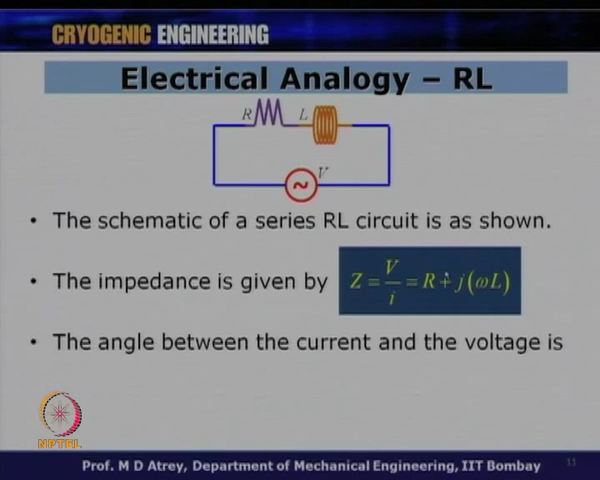 CRYOGENIC ENGINEERING
Electrical Analogy – RL
R L
V
• The schematic of a series RL circuit is as shown.
• The impedance is given by Z = V/i = R + j(ωL)
• The angle between the current and the voltage is
NPTEL
Prof. M D Atrey, Department of Mechanical Engineering, IIT Bombay 11